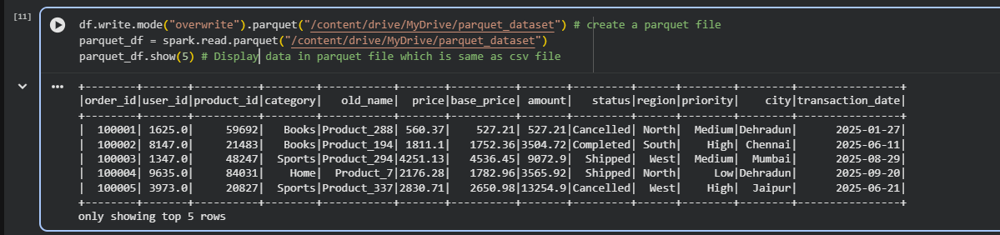 [11]
df.write.mode("overwrite").parquet("/content/drive/MyDrive/parquet_dataset") # create a parquet file
parquet_df = spark.read.parquet("/content/drive/MyDrive/parquet_dataset")
parquet_df.show(5) # Display data in parquet file which is same as csv file
+--------+-------+----------+--------+-----------+-------+----------+-------+---------+------+--------+--------+----------------+
|order_id|user_id|product_id|category|   old_name|  price|base_price| amount|   status|region|priority|    city|transaction_date|
+--------+-------+----------+--------+-----------+-------+----------+-------+---------+------+--------+--------+----------------+
|  100001| 1625.0|     59692|   Books|Product_288| 560.37|    527.21| 527.21|Cancelled| North|  Medium|Dehradun|      2025-01-27|
|  100002| 8147.0|     21483|   Books|Product_194| 1811.1|   1752.36|3504.72|Completed| South|    High| Chennai|      2025-06-11|
|  100003| 1347.0|     48247|  Sports|Product_294|4251.13|   4536.45| 9072.9|  Shipped|  West|  Medium|  Mumbai|      2025-08-29|
|  100004| 9635.0|     84031|    Home|  Product_7|2176.28|   1782.96|3565.92|  Shipped| North|     Low|Dehradun|      2025-09-20|
|  100005| 3973.0|     20827|  Sports|Product_337|2830.71|   2650.98|13254.9|Cancelled|  West|    High|  Jaipur|      2025-06-21|
+--------+-------+----------+--------+-----------+-------+----------+-------+---------+------+--------+--------+----------------+
only showing top 5 rows